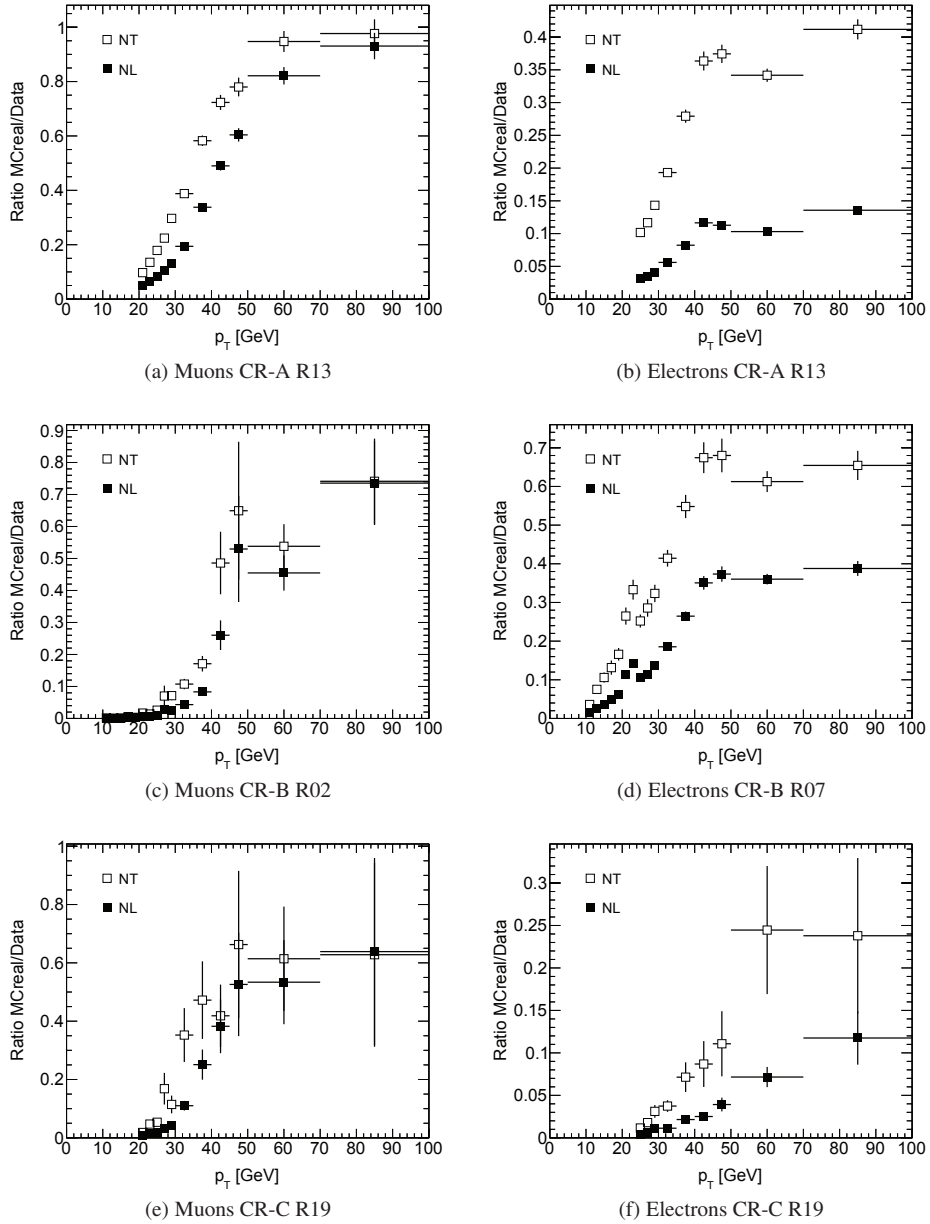 Ratio MCreal/Data
1
0.8
0.6
0.4
0.2
0
NT
NL
0 10 20 30 40 50 60 70 80 90 100
p_T [GeV]
(a) Muons CR-A R13
Ratio MCreal/Data
0.4
0.35
0.3
0.25
0.2
0.15
0.1
0.05
0
NT
NL
0 10 20 30 40 50 60 70 80 90 100
p_T [GeV]
(b) Electrons CR-A R13
Ratio MCreal/Data
0.9
0.8
0.7
0.6
0.5
0.4
0.3
0.2
0.1
0
NT
NL
0 10 20 30 40 50 60 70 80 90 100
p_T [GeV]
(c) Muons CR-B R02
Ratio MCreal/Data
0.7
0.6
0.5
0.4
0.3
0.2
0.1
0
NT
NL
0 10 20 30 40 50 60 70 80 90 100
p_T [GeV]
(d) Electrons CR-B R07
Ratio MCreal/Data
1
0.8
0.6
0.4
0.2
0
NT
NL
0 10 20 30 40 50 60 70 80 90 100
p_T [GeV]
(e) Muons CR-C R19
Ratio MCreal/Data
0.3
0.25
0.2
0.15
0.1
0.05
0
NT
NL
0 10 20 30 40 50 60 70 80 90 100
p_T [GeV]
(f) Electrons CR-C R19